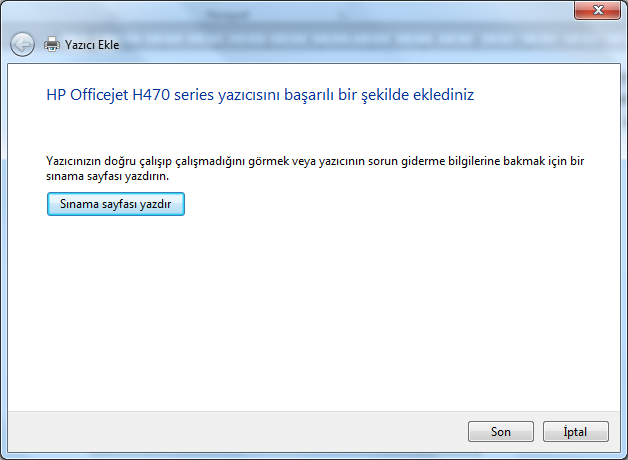 Yazıcı Ekle
HP Officejet H470 series yazıcısını başarılı bir şekilde eklediniz
Yazıcınızın doğru çalışıp çalışmadığını görmek veya yazıcının sorun giderme bilgilerine bakmak için bir
sınama sayfası yazdırın.
Sınama sayfası yazdır
Son
İptal